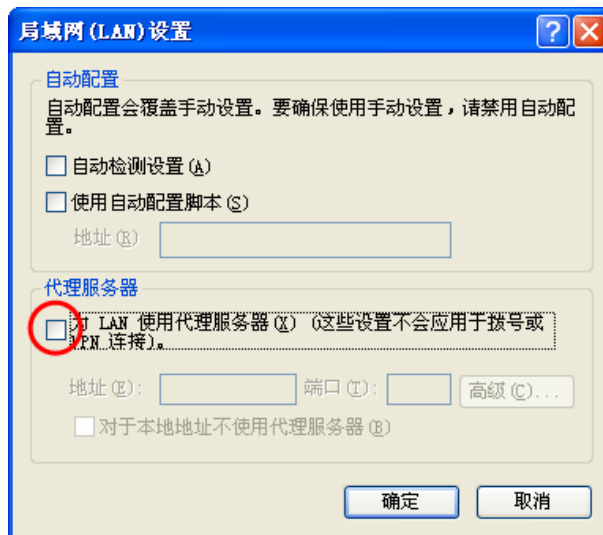 局域网(LAN)设置
自动配置
自动配置会覆盖手动设置。要确保使用手动设置，请禁用自动配
置。
自动检测设置(A)
使用自动配置脚本(S)
地址(R)
代理服务器
为 LAN 使用代理服务器(X) (这些设置不会应用于拨号或
VPN 连接)。
地址(E): 端口(T): 高级(C)...
对于本地地址不使用代理服务器(B)
确定 取消